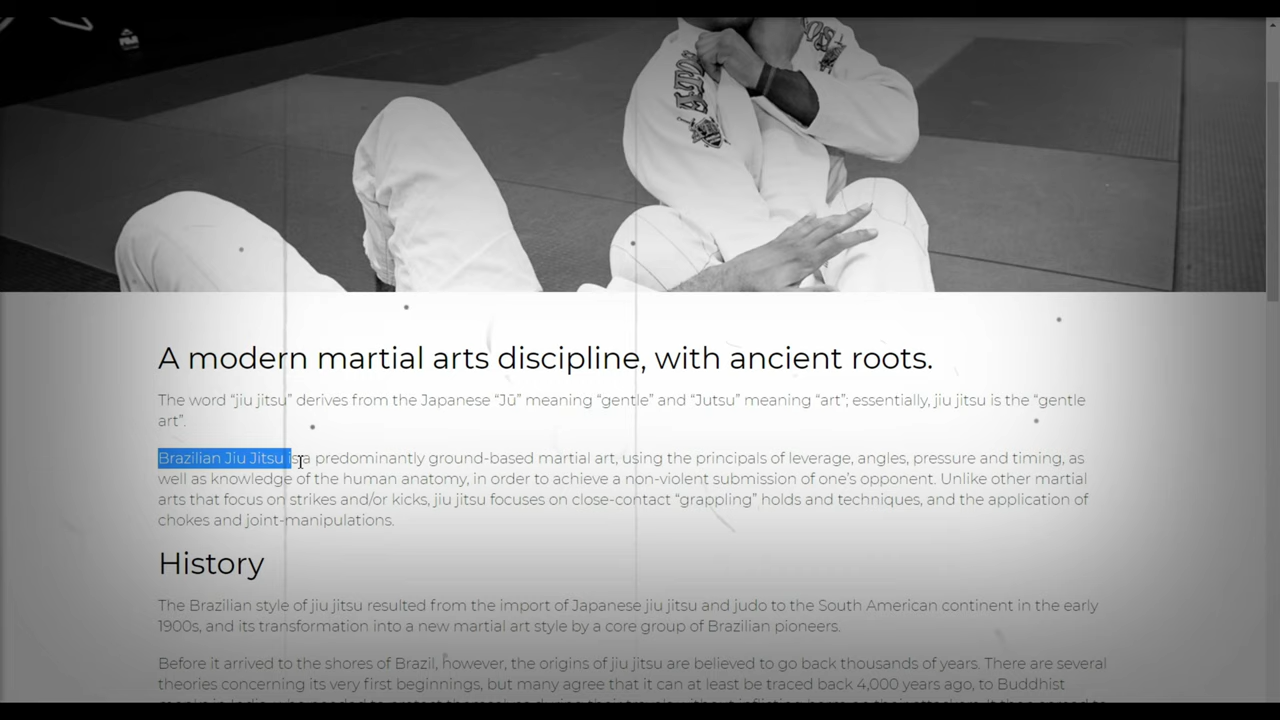 A modern martial arts discipline, with ancient roots.
The word “jiu jitsu” derives from the Japanese “Jū” meaning “gentle” and “Jutsu” meaning “art”; essentially, jiu jitsu is the “gentle
art”.
Brazilian Jiu Jitsu is a predominantly ground-based martial art, using the principals of leverage, angles, pressure and timing, as
well as knowledge of the human anatomy, in order to achieve a non-violent submission of one’s opponent. Unlike other martial
arts that focus on strikes and/or kicks, jiu jitsu focuses on close-contact “grappling” holds and techniques, and the application of
chokes and joint-manipulations.
History
The Brazilian style of jiu jitsu resulted from the import of Japanese jiu jitsu and judo to the South American continent in the early
1900s, and its transformation into a new martial art style by a core group of Brazilian pioneers.
Before it arrived to the shores of Brazil, however, the origins of jiu jitsu are believed to go back thousands of years. There are several
theories concerning its very first beginnings, but many agree that it can at least be traced back 4,000 years ago, to Buddhist